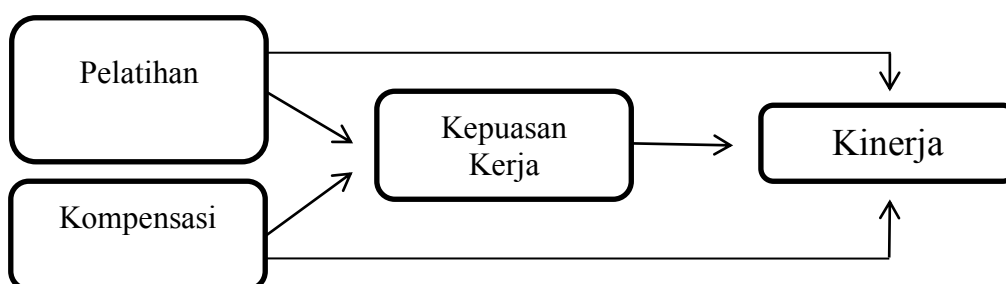 Pelatihan
Kepuasan
Kerja
Kinerja
Kompensasi